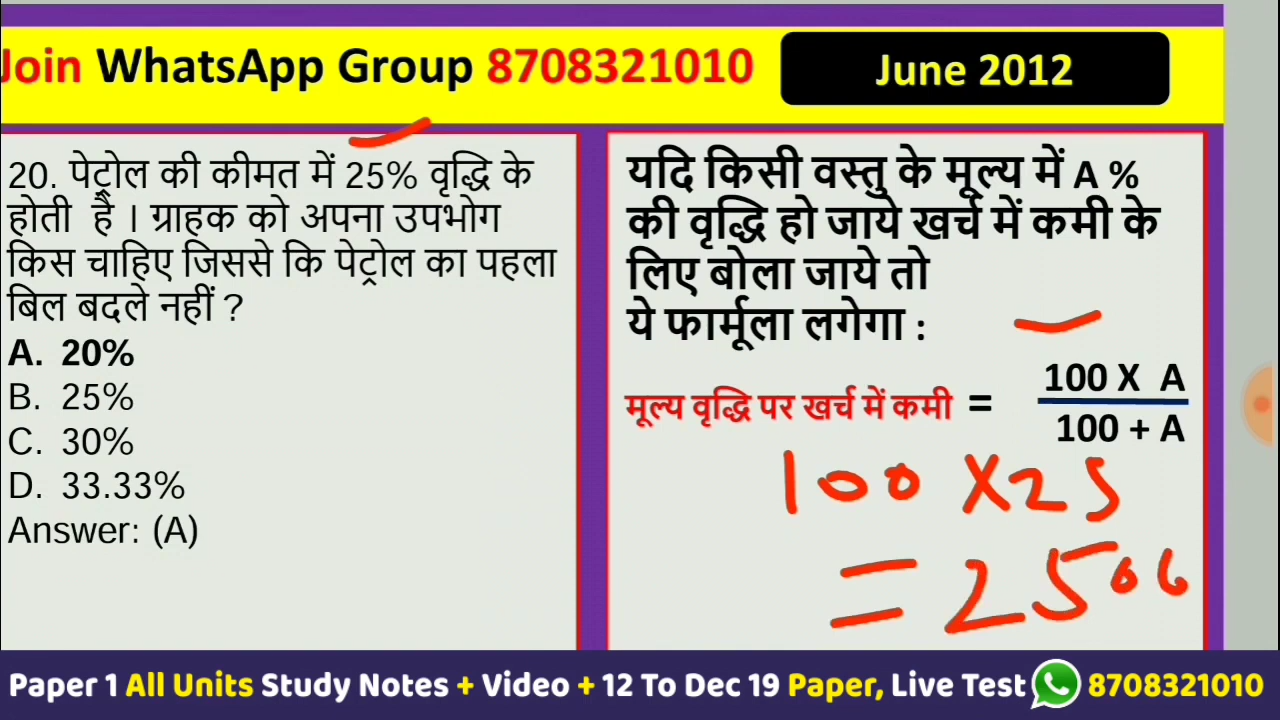 Join WhatsApp Group 8708321010
June 2012
20. पेट्रोल की कीमत में 25% वृद्धि के
होती है । ग्राहक को अपना उपभोग
किस चाहिए जिससे कि पेट्रोल का पहला
बिल बदले नहीं ?
A. 20%
B. 25%
C. 30%
D. 33.33%
Answer: (A)
यदि किसी वस्तु के मूल्य में A %
की वृद्धि हो जाये खर्च में कमी के
लिए बोला जाये तो
ये फार्मूला लगेगा :
मूल्य वृद्धि पर खर्च में कमी =
100 X A
100 + A
100 X 25
= 2500
Paper 1 All Units Study Notes + Video + 12 To Dec 19 Paper, Live Test 8708321010